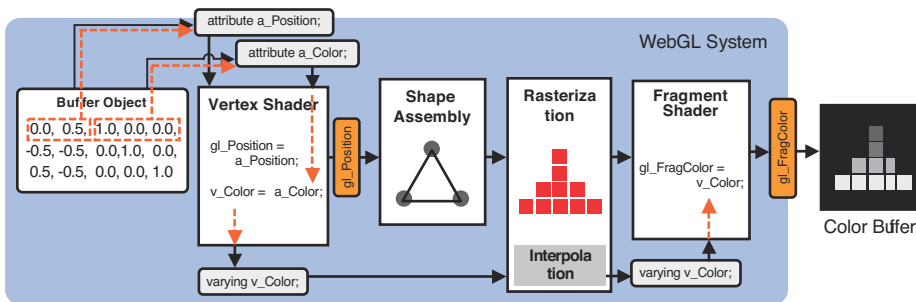 attribute a_Position;
attribute a_Color;
WebGL System
Buffer Object
0.0, 0.5, 1.0, 0.0, 0.0,
-0.5, -0.5, 0.0,1.0, 0.0,
0.5, -0.5, 0.0, 0.0, 1.0
Vertex Shader
gl_Position =
a_Position;
v_Color = a_Color;
gl_Position
Shape
Assembly
Rasteriza
tion
Interpola
tion
Fragment
Shader
gl_FragColor =
v_Color;
gl_FragColor
Color Buffer
varying v_Color;
varying v_Color;